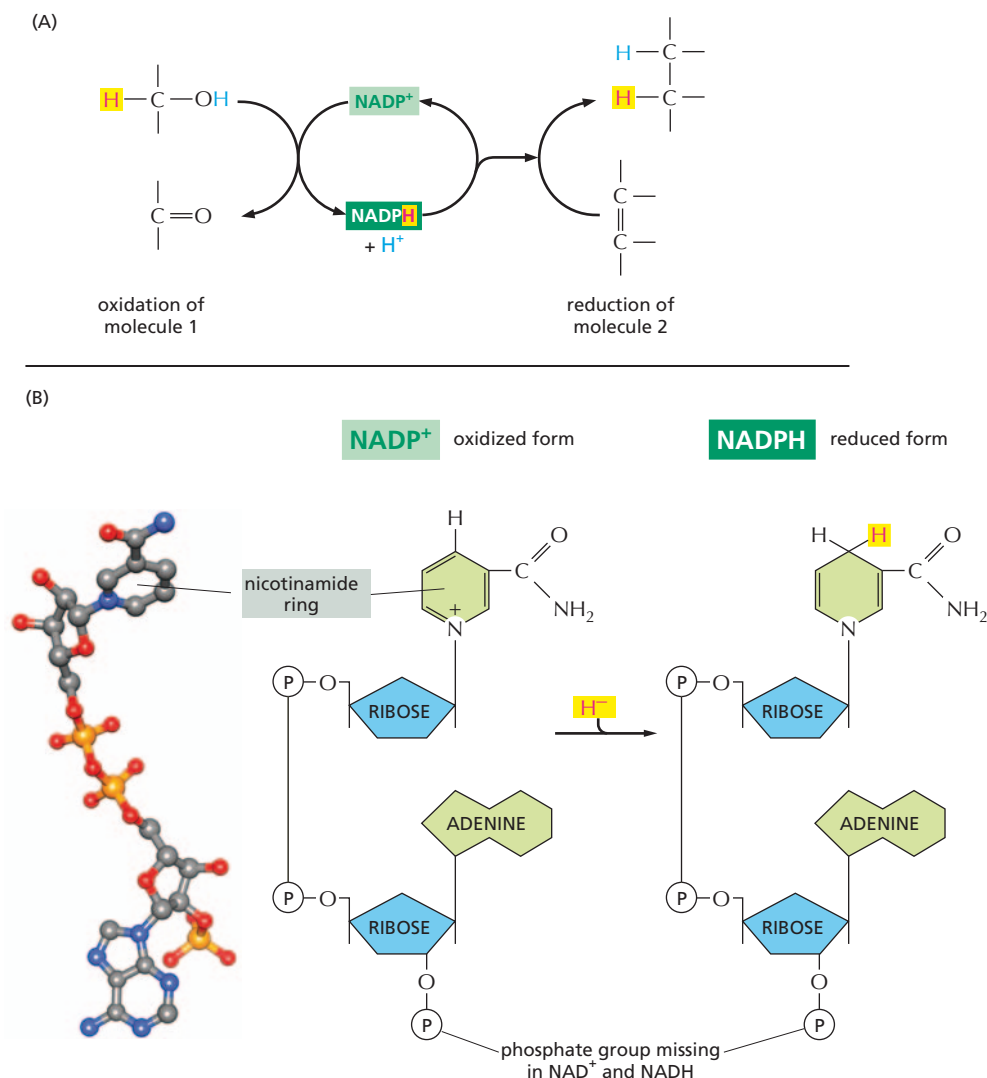 (A)
H—C—OH
NADP⁺
H—C—
H—C—
C=O
NADPH
+ H⁺
C—
C—
oxidation of
molecule 1
reduction of
molecule 2
(B)
NADP⁺ oxidized form
NADPH reduced form
H
O
C
NH₂
+
N
nicotinamide
ring
H H
O
C
NH₂
N
P—O
RIBOSE
H⁻
P—O
RIBOSE
ADENINE
ADENINE
P—O
RIBOSE
P—O
RIBOSE
O
O
P
P
phosphate group missing
in NAD⁺ and NADH